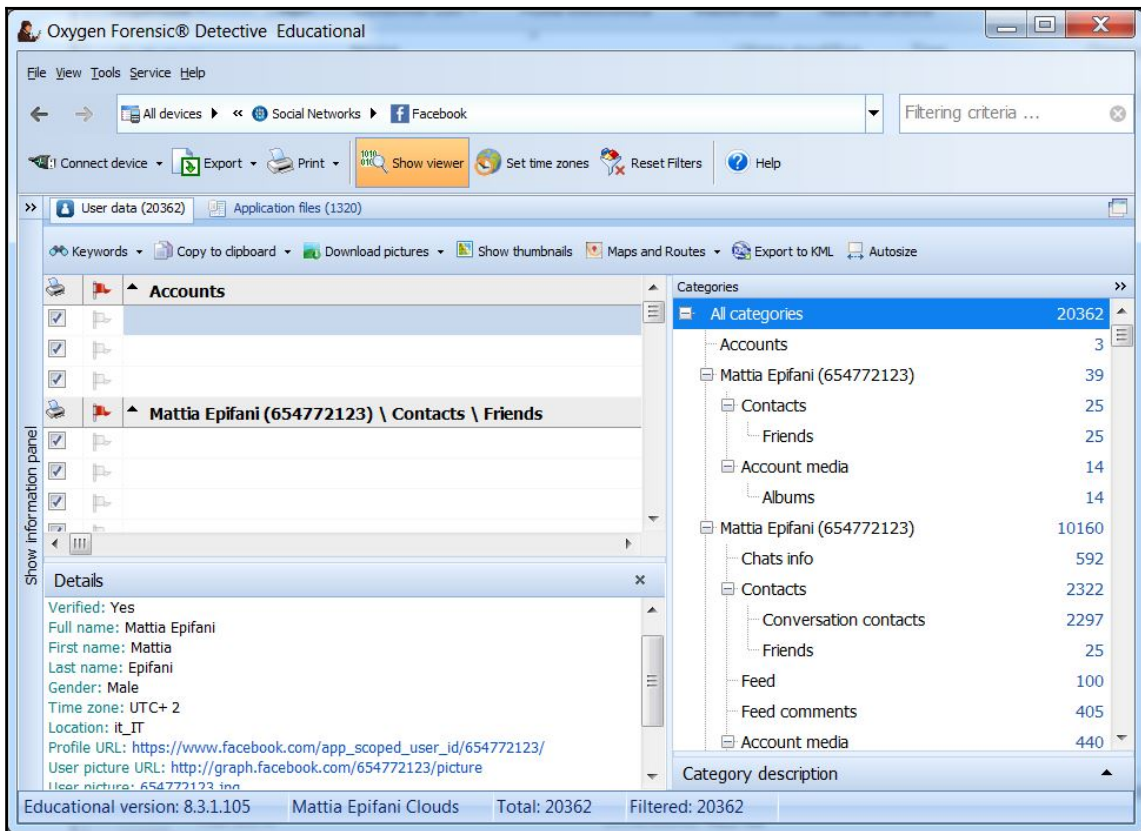 Oxygen Forensic® Detective Educational
File View Tools Service Help
All devices Social Networks Facebook Filtering criteria ...
Connect device Export Print Show viewer Set time zones Reset Filters Help
User data (20362) Application files (1320)
Keywords Copy to clipboard Download pictures Show thumbnails Maps and Routes Export to KML Autosize
Show information panel
Accounts
Mattia Epifani (654772123) \ Contacts \ Friends
Details
Verified: Yes
Full name: Mattia Epifani
First name: Mattia
Last name: Epifani
Gender: Male
Time zone: UTC+ 2
Location: it_IT
Profile URL: https://www.facebook.com/app_scoped_user_id/654772123/
User picture URL: http://graph.facebook.com/654772123/picture
User picture: 654772123.jpg
Categories
All categories 20362
Accounts 3
Mattia Epifani (654772123) 39
Contacts 25
Friends 25
Account media 14
Albums 14
Mattia Epifani (654772123) 10160
Chats info 592
Contacts 2322
Conversation contacts 2297
Friends 25
Feed 100
Feed comments 405
Account media 440
Category description
Educational version: 8.3.1.105 Mattia Epifani Clouds Total: 20362 Filtered: 20362